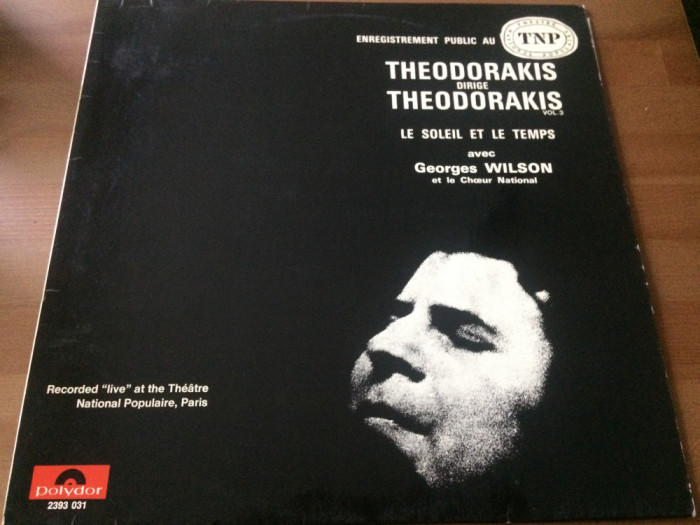 ENREGISTREMENT PUBLIC AU
TNP
THEODORAKIS
DIRIGE
THEODORAKIS
VOL.3
LE SOLEIL ET LE TEMPS
avec
Georges WILSON
et le Chœur National
Recorded "live" at the Théâtre
National Populaire, Paris
polydor
2393 031